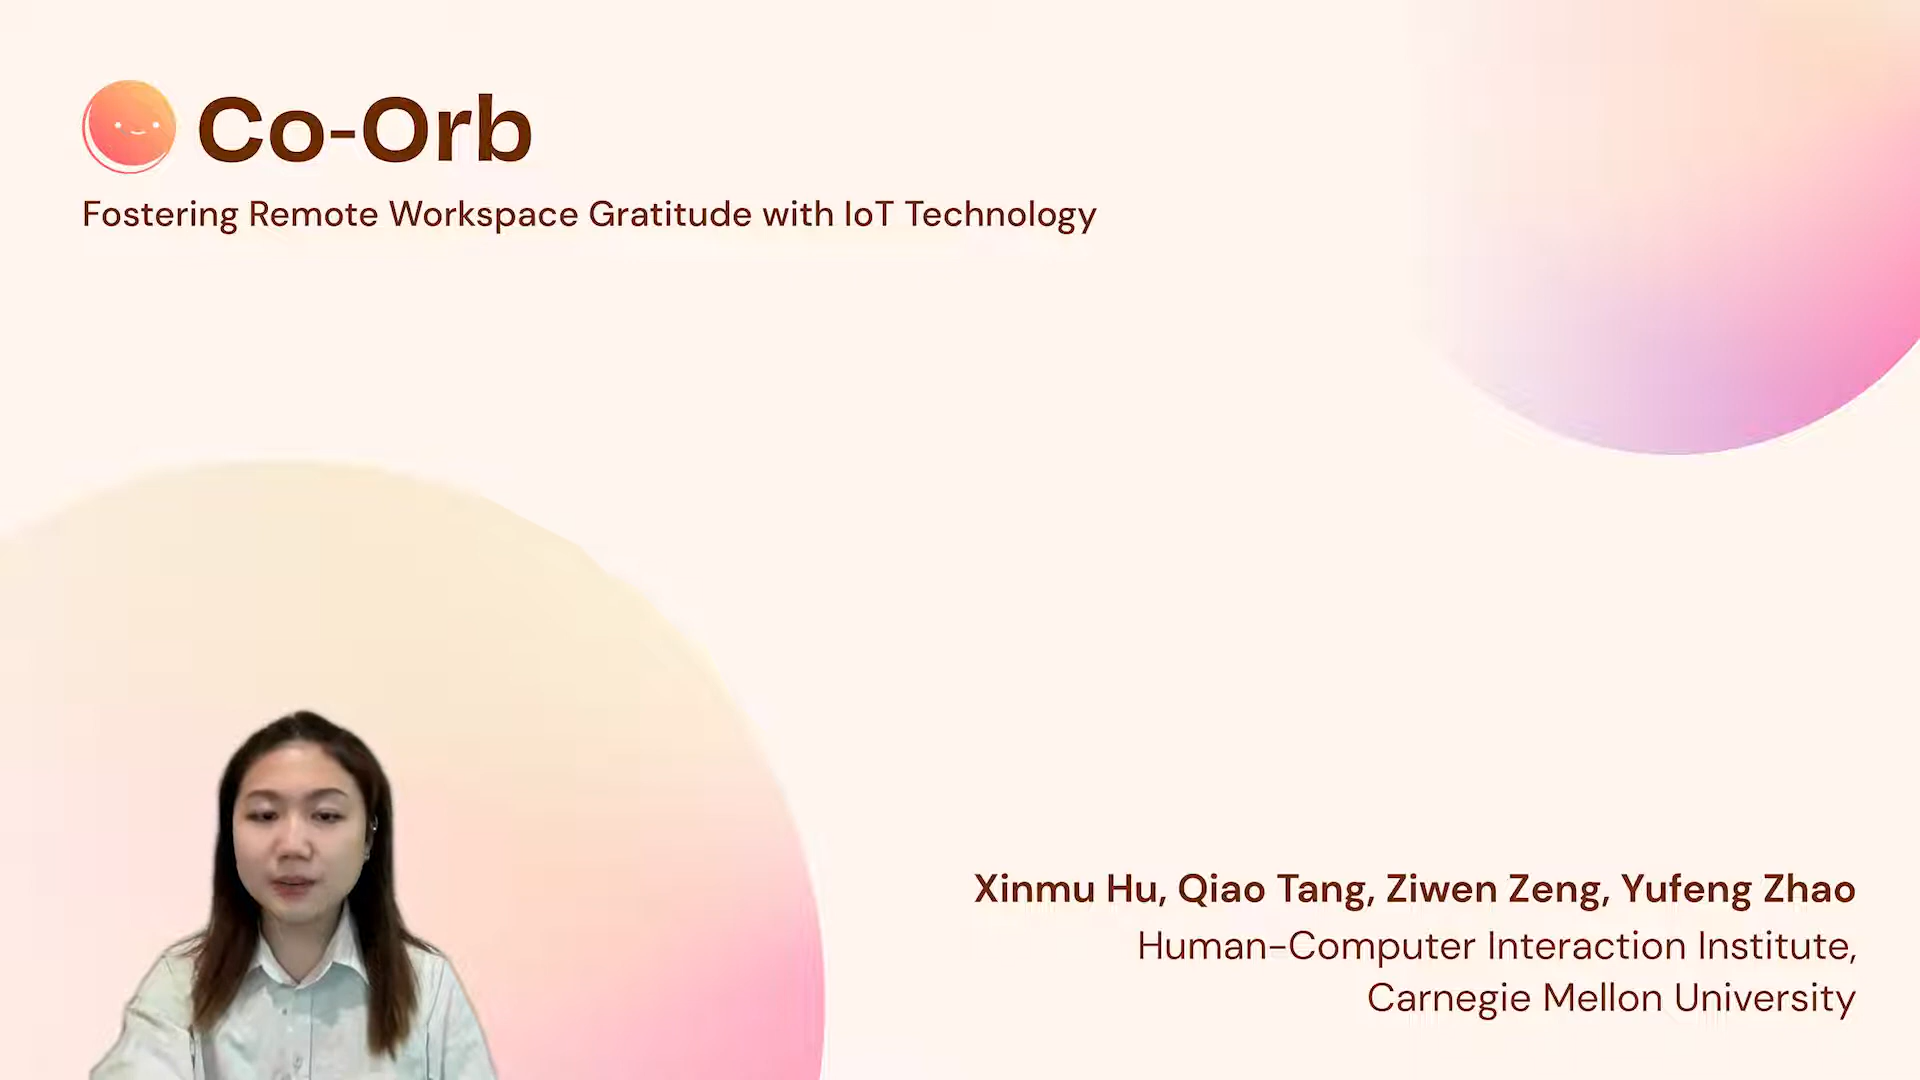 Co-Orb
Fostering Remote Workspace Gratitude with IoT Technology
Xinmu Hu, Qiao Tang, Ziwen Zeng, Yufeng Zhao
Human-Computer Interaction Institute,
Carnegie Mellon University